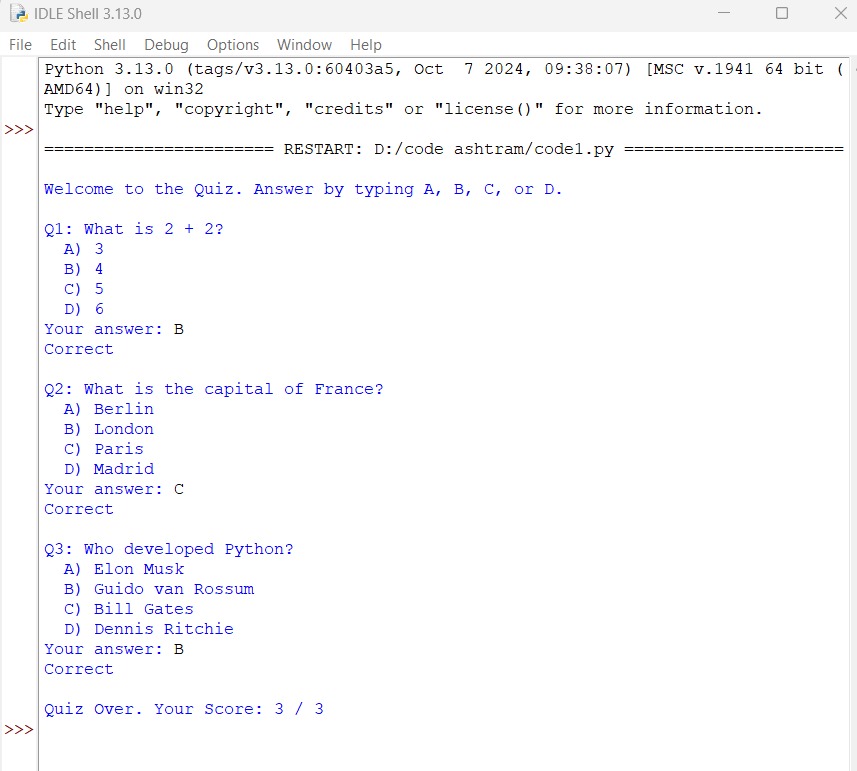 IDLE Shell 3.13.0
File Edit Shell Debug Options Window Help
Python 3.13.0 (tags/v3.13.0:60403a5, Oct  7 2024, 09:38:07) [MSC v.1941 64 bit (
AMD64)] on win32
Type "help", "copyright", "credits" or "license()" for more information.
>>>
======================= RESTART: D:/code ashtram/code1.py ======================
Welcome to the Quiz. Answer by typing A, B, C, or D.
Q1: What is 2 + 2?
A) 3
B) 4
C) 5
D) 6
Your answer: B
Correct
Q2: What is the capital of France?
A) Berlin
B) London
C) Paris
D) Madrid
Your answer: C
Correct
Q3: Who developed Python?
A) Elon Musk
B) Guido van Rossum
C) Bill Gates
D) Dennis Ritchie
Your answer: B
Correct
Quiz Over. Your Score: 3 / 3
>>>